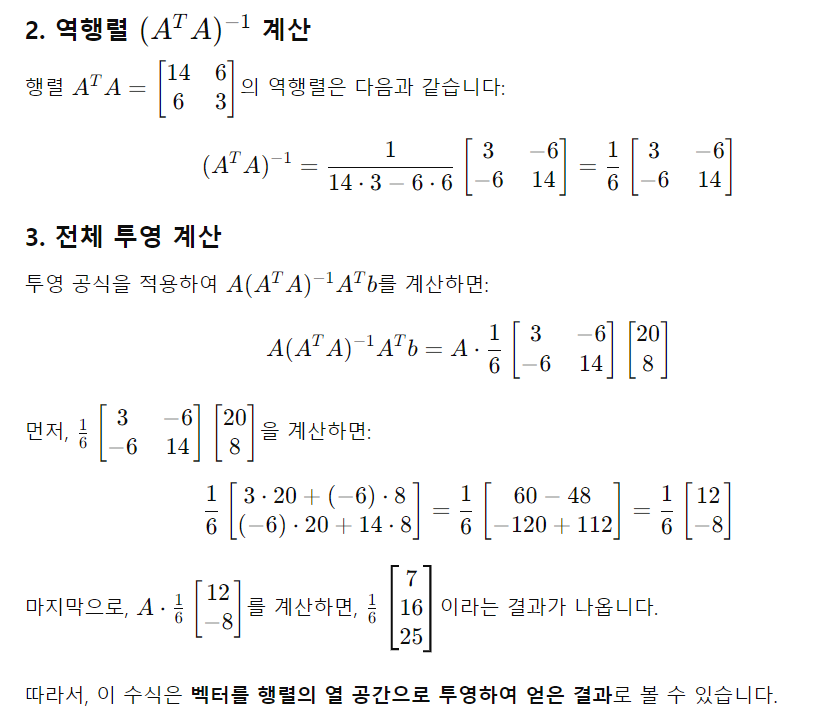 2. 역행렬 $(A^T A)^{-1}$ 계산
행렬 $A^T A = \begin{bmatrix} 14 & 6 \\ 6 & 3 \end{bmatrix}$의 역행렬은 다음과 같습니다:
$(A^T A)^{-1} = \frac{1}{14 \cdot 3 - 6 \cdot 6} \begin{bmatrix} 3 & -6 \\ -6 & 14 \end{bmatrix} = \frac{1}{6} \begin{bmatrix} 3 & -6 \\ -6 & 14 \end{bmatrix}$
3. 전체 투영 계산
투영 공식을 적용하여 $A(A^T A)^{-1} A^T b$를 계산하면:
$A(A^T A)^{-1} A^T b = A \cdot \frac{1}{6} \begin{bmatrix} 3 & -6 \\ -6 & 14 \end{bmatrix} \begin{bmatrix} 20 \\ 8 \end{bmatrix}$
먼저, $\frac{1}{6} \begin{bmatrix} 3 & -6 \\ -6 & 14 \end{bmatrix} \begin{bmatrix} 20 \\ 8 \end{bmatrix}$을 계산하면:
$\frac{1}{6} \begin{bmatrix} 3 \cdot 20 + (-6) \cdot 8 \\ (-6) \cdot 20 + 14 \cdot 8 \end{bmatrix} = \frac{1}{6} \begin{bmatrix} 60 - 48 \\ -120 + 112 \end{bmatrix} = \frac{1}{6} \begin{bmatrix} 12 \\ -8 \end{bmatrix}$
마지막으로, $A \cdot \frac{1}{6} \begin{bmatrix} 12 \\ -8 \end{bmatrix}$를 계산하면, $\frac{1}{6} \begin{bmatrix} 7 \\ 16 \\ 25 \end{bmatrix}$이라는 결과가 나옵니다.
따라서, 이 수식은 벡터를 행렬의 열 공간으로 투영하여 얻은 결과로 볼 수 있습니다.